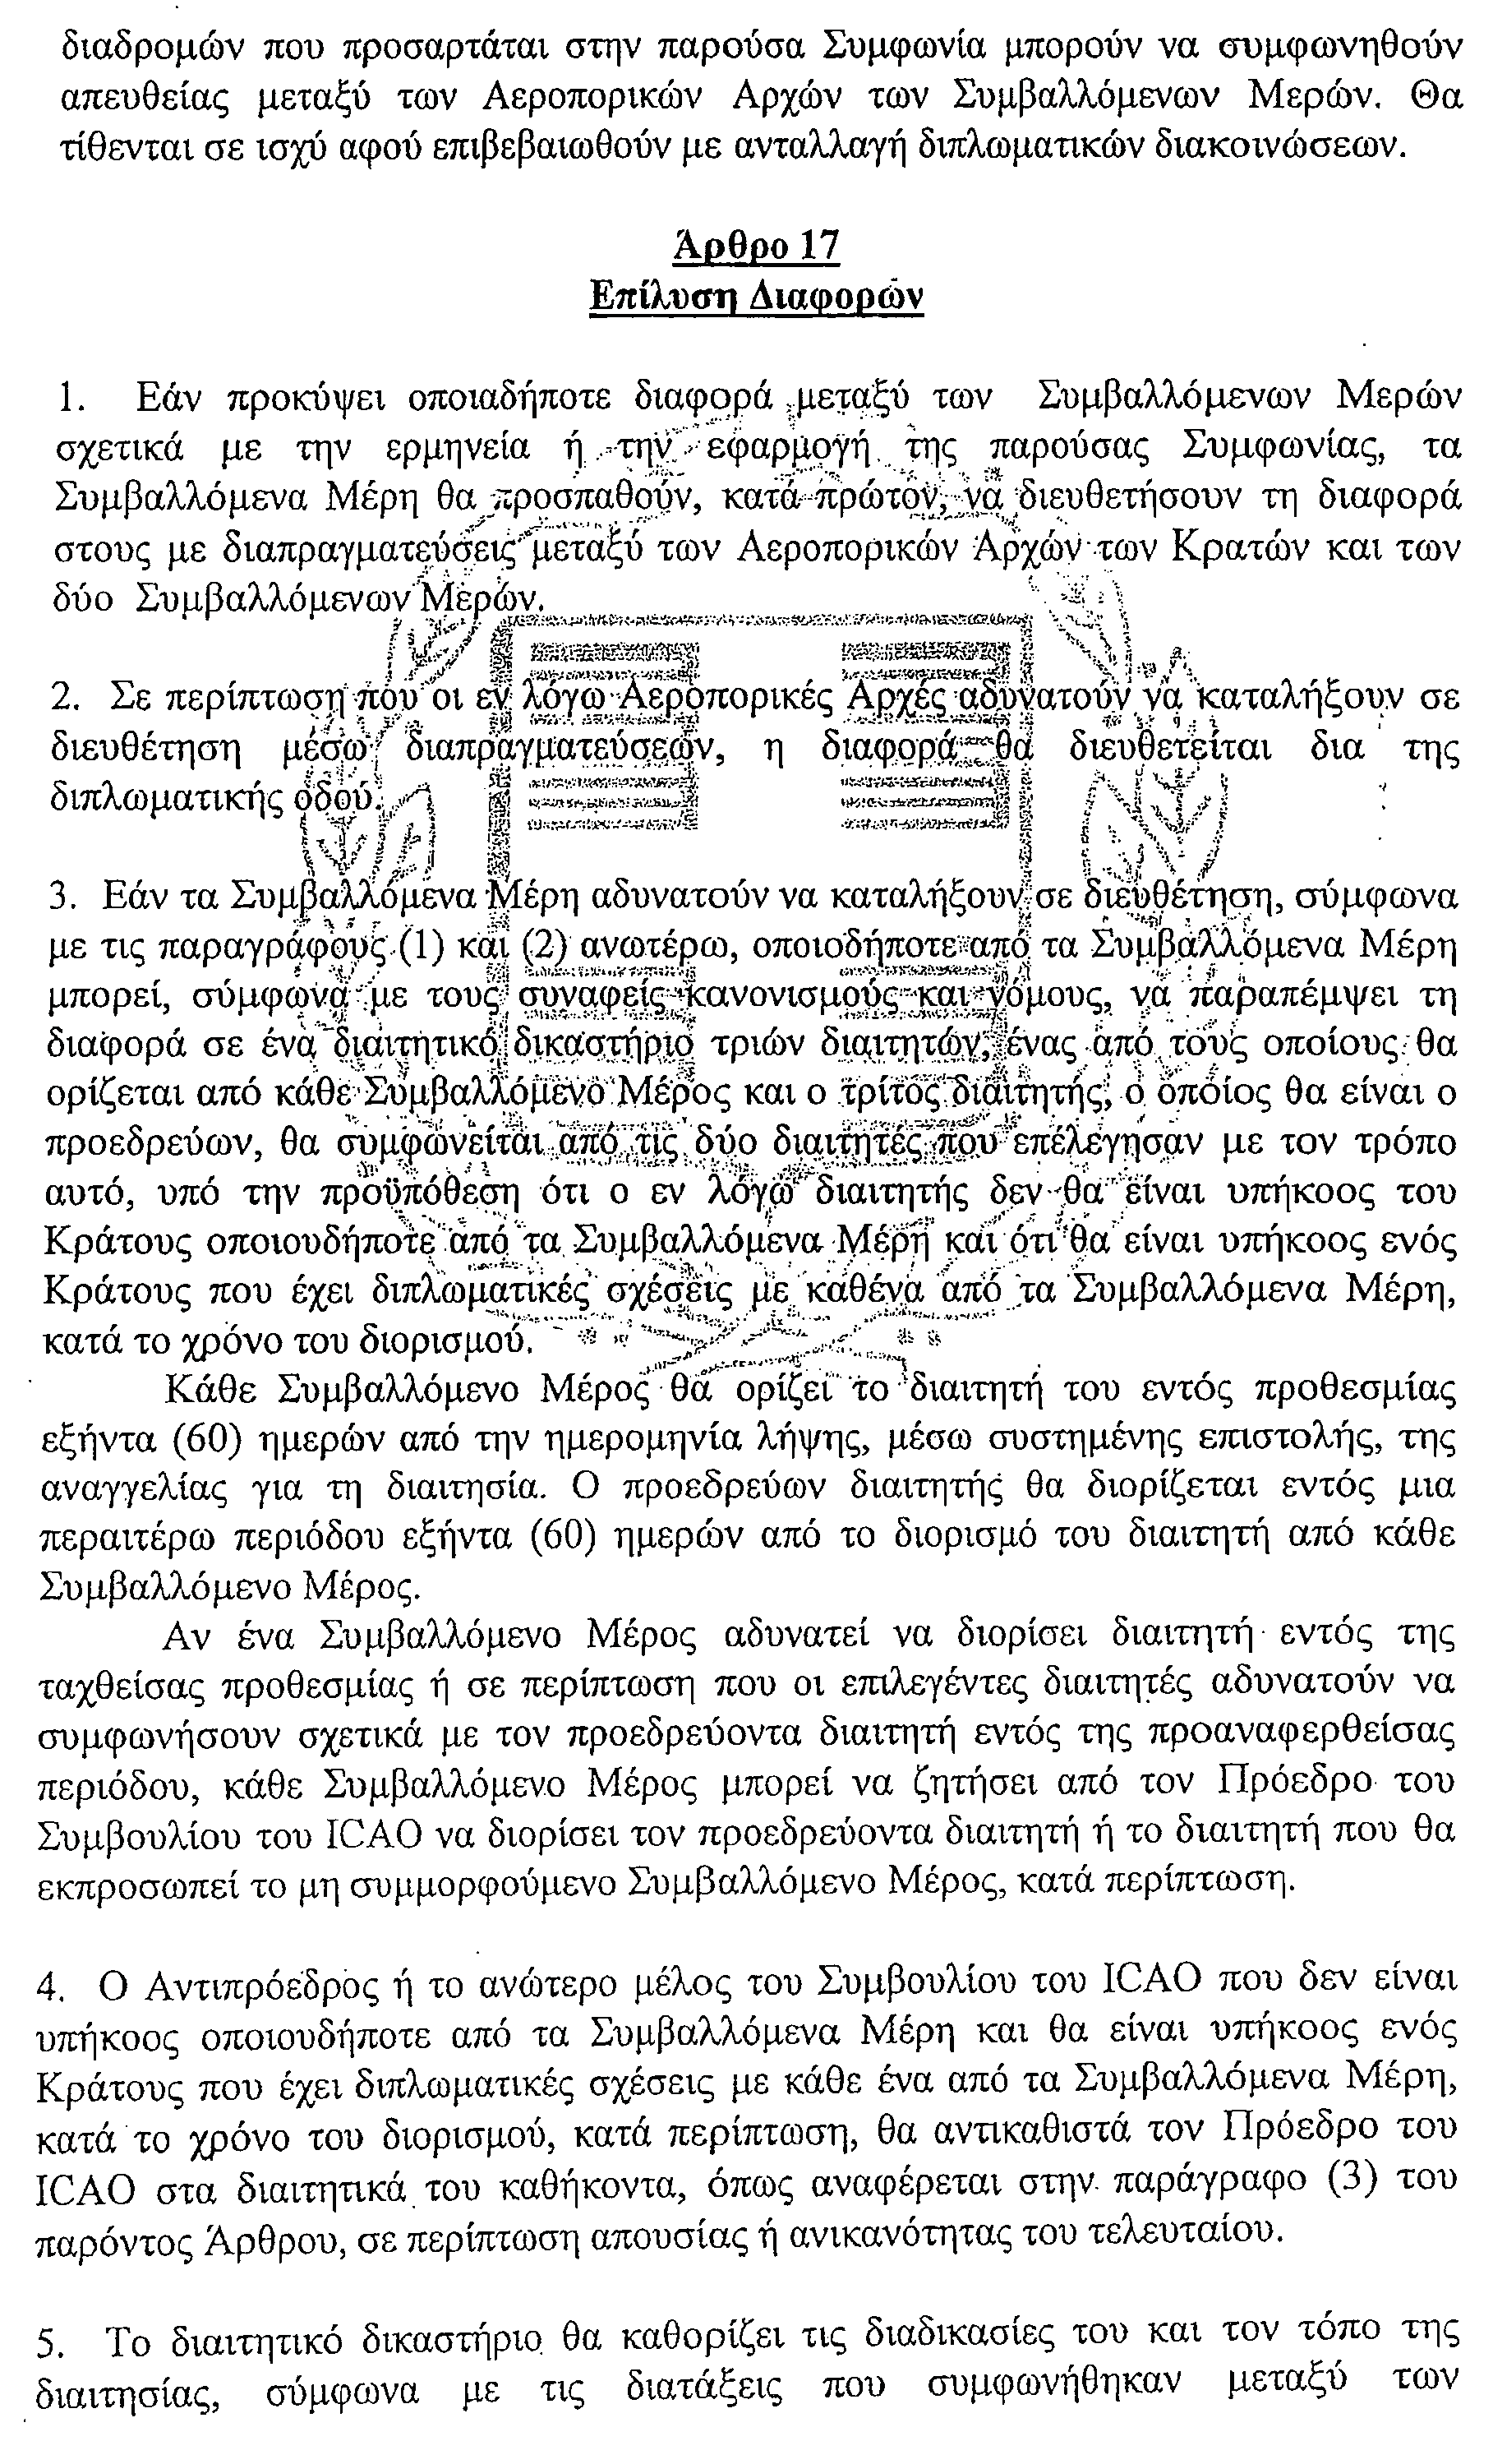 διαδρομών που προσαρτάται στην παρούσα Συμφωνία μπορούν να συμφωνηθούν
απευθείας μεταξύ των Αεροπορικών Αρχών των Συμβαλλόμενων Μερών. Θα
τίθενται σε ισχύ αφού επιβεβαιωθούν με ανταλλαγή διπλωματικών διακοινώσεων.
Άρθρο 17
Επίλυση Διαφορών
1. Εάν προκύψει οποιαδήποτε διαφορά μεταξύ των Συμβαλλόμενων Μερών
σχετικά με την ερμηνεία ή την εφαρμογή της παρούσας Συμφωνίας, τα
Συμβαλλόμενα Μέρη θα προσπαθούν, κατά πρώτον, να διευθετήσουν τη διαφορά
στους με διαπραγματεύσεις μεταξύ των Αεροπορικών Αρχών των Κρατών και των
δύο Συμβαλλόμενων Μερών.
2. Σε περίπτωση που οι εν λόγω Αεροπορικές Αρχές αδυνατούν να καταλήξουν σε
διευθέτηση μέσω διαπραγματεύσεων, η διαφορά θα διευθετείται δια της
διπλωματικής οδού.
3. Εάν τα Συμβαλλόμενα Μέρη αδυνατούν να καταλήξουν σε διευθέτηση, σύμφωνα
με τις παραγράφους (1) και (2) ανωτέρω, οποιοδήποτε από τα Συμβαλλόμενα Μέρη
μπορεί, σύμφωνα με τους συναφείς κανονισμούς και νόμους, να παραπέμψει τη
διαφορά σε ένα διαιτητικό δικαστήριο τριών διαιτητών, ένας από τους οποίους θα
ορίζεται από κάθε Συμβαλλόμενο Μέρος και ο τρίτος διαιτητής, ο οποίος θα είναι ο
προεδρεύων, θα συμφωνείται από τις δύο διαιτητές που επελέγησαν με τον τρόπο
αυτό, υπό την προϋπόθεση ότι ο εν λόγω διαιτητής δεν θα είναι υπήκοος του
Κράτους οποιουδήποτε από τα Συμβαλλόμενα Μέρη και ότι θα είναι υπήκοος ενός
Κράτους που έχει διπλωματικές σχέσεις με καθένα από τα Συμβαλλόμενα Μέρη,
κατά το χρόνο του διορισμού.
Κάθε Συμβαλλόμενο Μέρος θα ορίζει το διαιτητή του εντός προθεσμίας
εξήντα (60) ημερών από την ημερομηνία λήψης, μέσω συστημένης επιστολής, της
αναγγελίας για τη διαιτησία. Ο προεδρεύων διαιτητής θα διορίζεται εντός μια
περαιτέρω περιόδου εξήντα (60) ημερών από το διορισμό του διαιτητή από κάθε
Συμβαλλόμενο Μέρος.
Αν ένα Συμβαλλόμενο Μέρος αδυνατεί να διορίσει διαιτητή εντός της
ταχθείσας προθεσμίας ή σε περίπτωση που οι επιλεγέντες διαιτητές αδυνατούν να
συμφωνήσουν σχετικά με τον προεδρεύοντα διαιτητή εντός της προαναφερθείσας
περιόδου, κάθε Συμβαλλόμενο Μέρος μπορεί να ζητήσει από τον Πρόεδρο του
Συμβουλίου του ICAO να διορίσει τον προεδρεύοντα διαιτητή ή το διαιτητή που θα
εκπροσωπεί το μη συμμορφούμενο Συμβαλλόμενο Μέρος, κατά περίπτωση.
4. Ο Αντιπρόεδρος ή το ανώτερο μέλος του Συμβουλίου του ICAO που δεν είναι
υπήκοος οποιουδήποτε από τα Συμβαλλόμενα Μέρη και θα είναι υπήκοος ενός
Κράτους που έχει διπλωματικές σχέσεις με κάθε ένα από τα Συμβαλλόμενα Μέρη,
κατά το χρόνο του διορισμού, κατά περίπτωση, θα αντικαθιστά τον Πρόεδρο του
ICAO στα διαιτητικά του καθήκοντα, όπως αναφέρεται στην παράγραφο (3) του
παρόντος Άρθρου, σε περίπτωση απουσίας ή ανικανότητας του τελευταίου.
5. Το διαιτητικό δικαστήριο θα καθορίζει τις διαδικασίες του και τον τόπο της
διαιτησίας, σύμφωνα με τις διατάξεις που συμφωνήθηκαν μεταξύ των